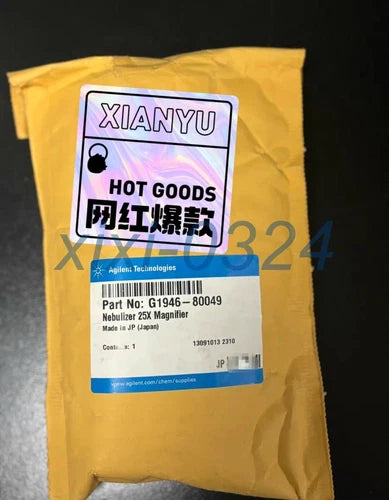 XIANYU
HOT GOODS
网红爆款
xixi-0324
Agilent Technologies
Part No: G1946-80049
Nebulizer 25X Magnifier
Made in JP (Japan)
Contains: 1
13091013 2310
JP
www.agilent.com/chem/supplies